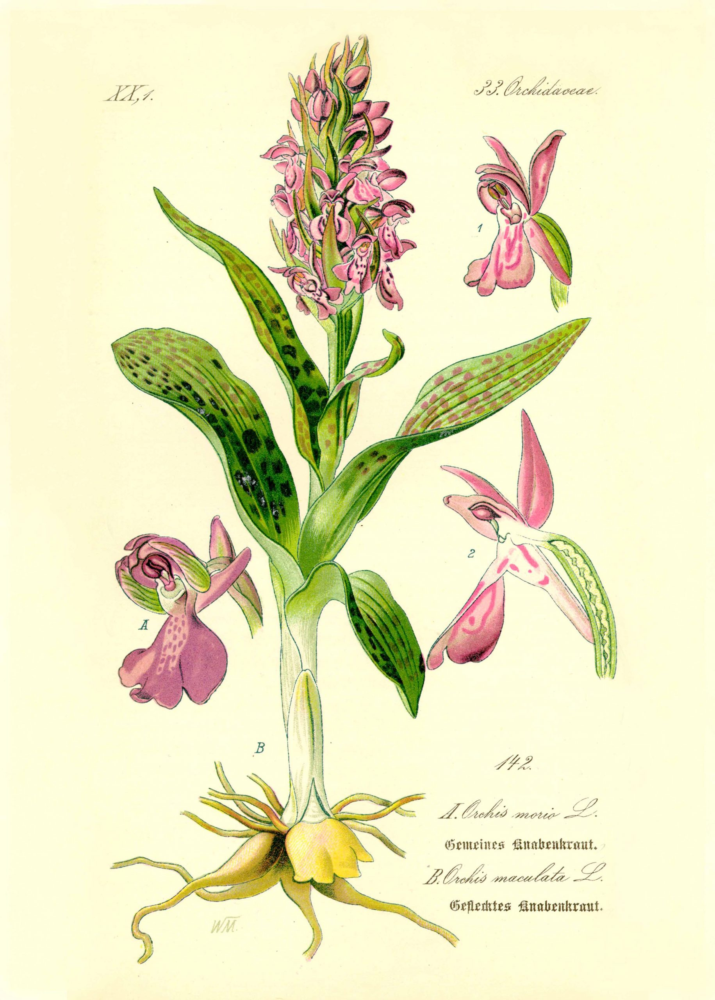 XX,1.
33. Orchidaceae.
1
2
A
B
142.
A. Orchis morio L.
Gemeines Knabenkraut.
B. Orchis maculata L.
Geflecktes Knabenkraut.
WM.